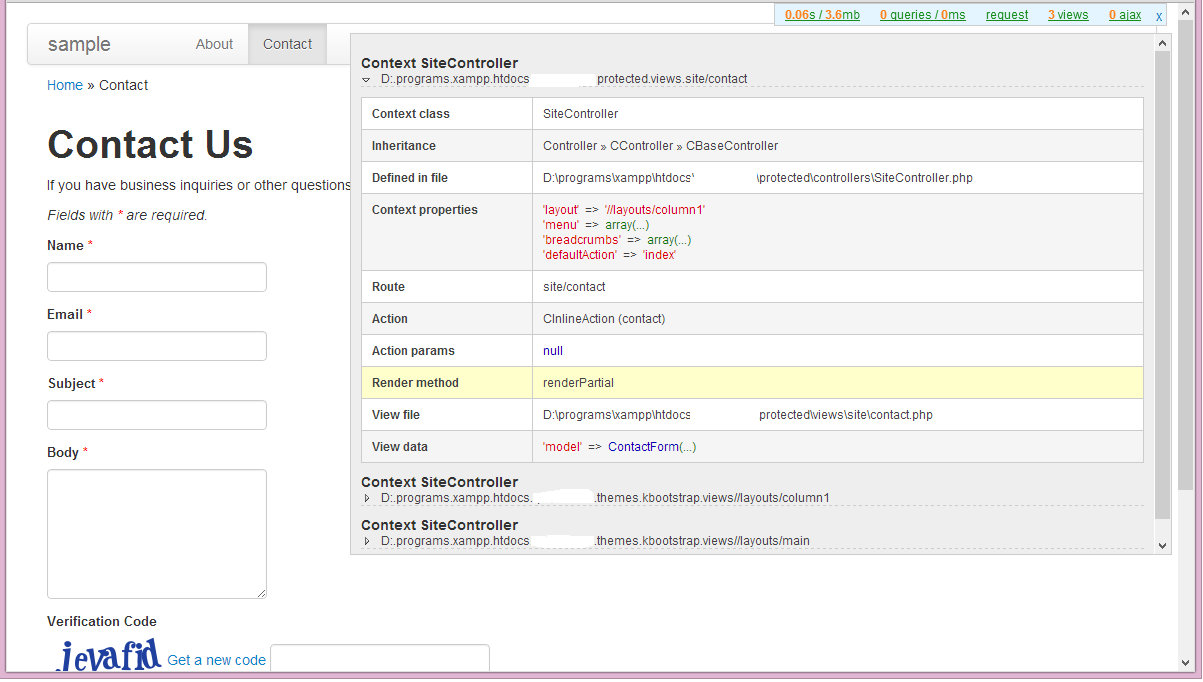 0.06s / 3.6mb 0 queries / 0ms request 3 views 0 ajax x
sample About Contact
Home » Contact
Contact Us
If you have business inquiries or other questions
Fields with * are required.
Name *
Email *
Subject *
Body *
Verification Code
jevafid Get a new code
Context SiteController
D:.programs.xampp.htdocs protected.views.site/contact
Context class SiteController
Inheritance Controller » CController » CBaseController
Defined in file D:\programs\xampp\htdocs\ \protected\controllers\SiteController.php
Context properties 'layout' => '//layouts/column1'
'menu' => array(...)
'breadcrumbs' => array(...)
'defaultAction' => 'index'
Route site/contact
Action CInlineAction (contact)
Action params null
Render method renderPartial
View file D:\programs\xampp\htdocs protected\views\site\contact.php
View data 'model' => ContactForm(...)
Context SiteController
D:.programs.xampp.htdocs. .themes.kbootstrap.views//layouts/column1
Context SiteController
D:.programs.xampp.htdocs .themes.kbootstrap.views//layouts/main